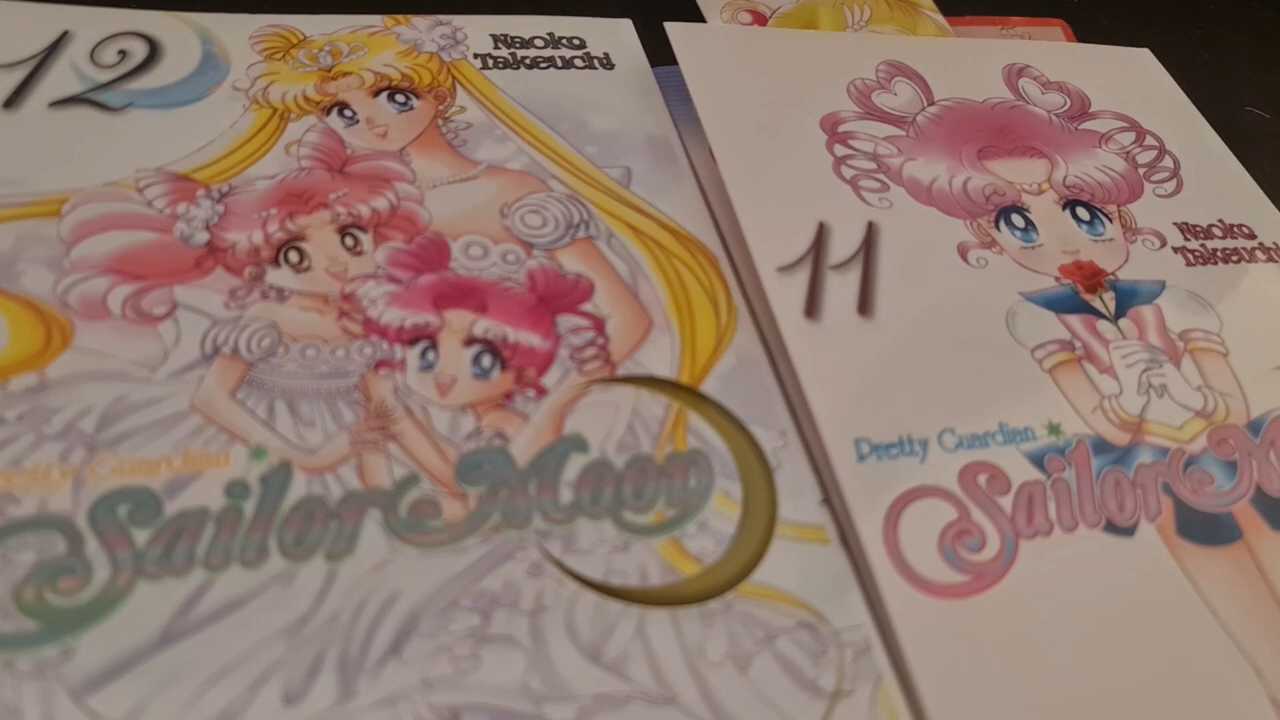 12
Naoko
Takeuchi
Pretty Guardian
Sailor Moon
11
Naoko
Takeuchi
Pretty Guardian
Sailor M